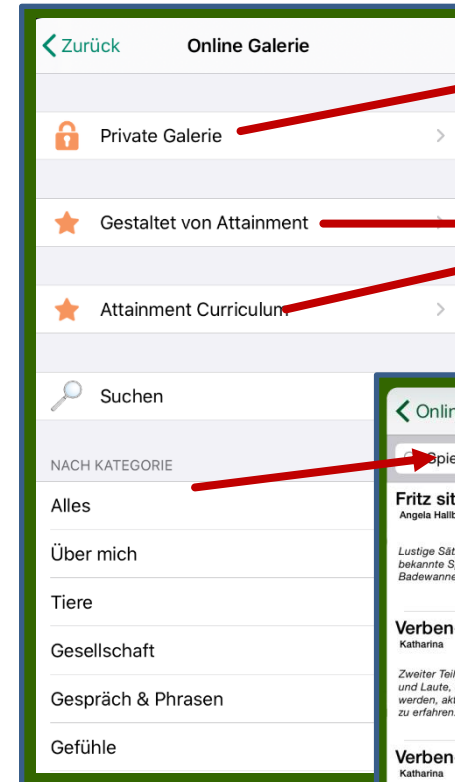 Zurück
Online Galerie
Private Galerie
Gestaltet von Attainment
Attainment Curriculum
Suchen
NACH KATEGORIE
Alles
Über mich
Tiere
Gesellschaft
Gespräch & Phrasen
Gefühle
Onlin
Spie
Fritz sit
Angela Hallb
Lustige Sät
bekannte S
Badewanne
Verben
Katharina
Zweiter Teil
und Laute,
werden, akt
zu erfahren
Verben
Katharina